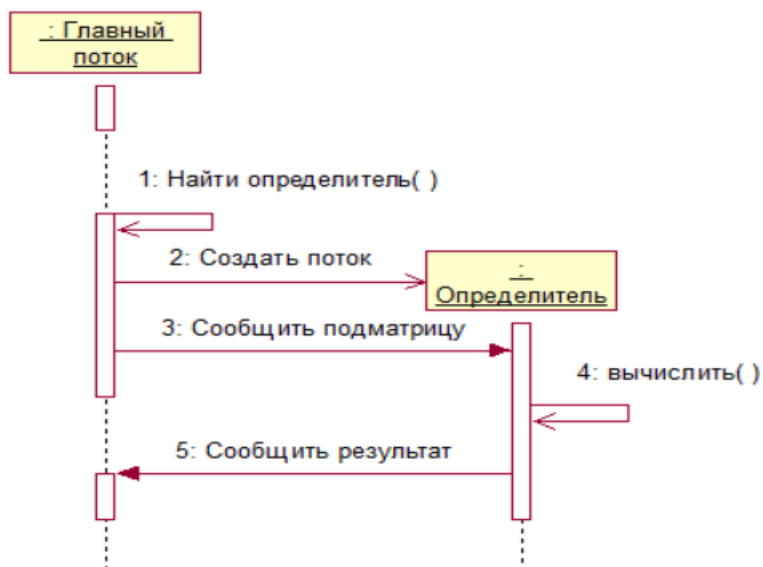 : Главный
поток
1: Найти определитель( )
2: Создать поток
:
Определитель
3: Сообщить подматрицу
4: вычислить( )
5: Сообщить результат